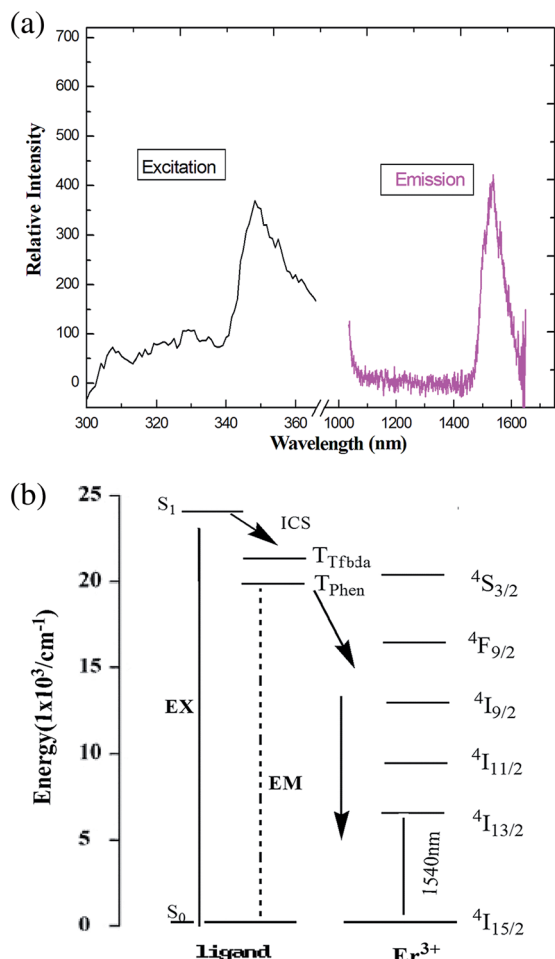 (a)
700
600
500
400
300
200
100
0
Relative Intensity
Excitation
Emission
300 320 340 360 1000 1200 1400 1600
Wavelength (nm)
(b)
25
20
15
10
5
0
Energy(1x10³/cm⁻¹)
S₁
ICS
T_Tfbda
T_Phen
EX
EM
S₀
ligand
⁴S₃/₂
⁴F₉/₂
⁴I₉/₂
⁴I₁₁/₂
⁴I₁₃/₂
1540nm
⁴I₁₅/₂
Er³⁺